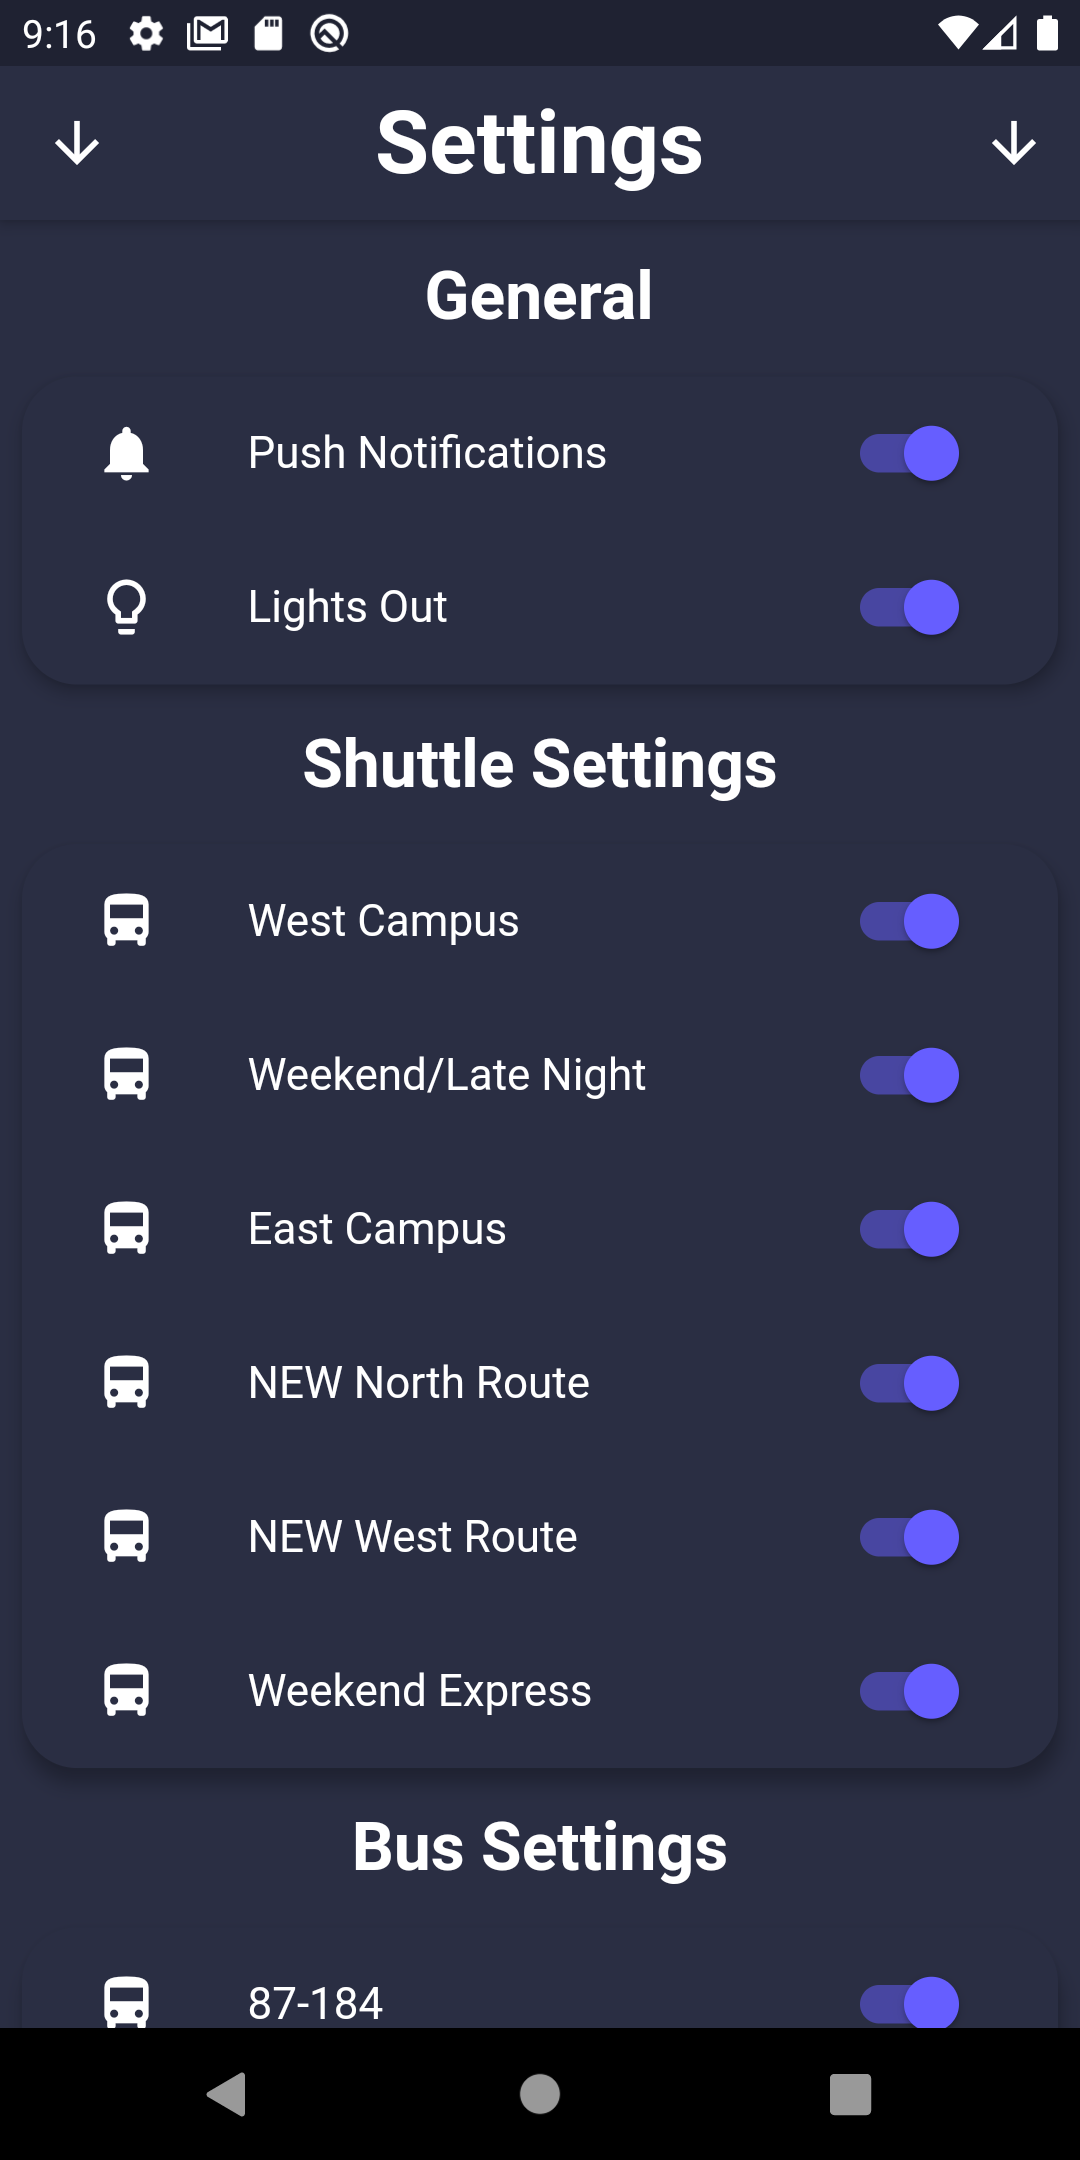 9:16
Settings
General
Push Notifications
Lights Out
Shuttle Settings
West Campus
Weekend/Late Night
East Campus
NEW North Route
NEW West Route
Weekend Express
Bus Settings
87-184